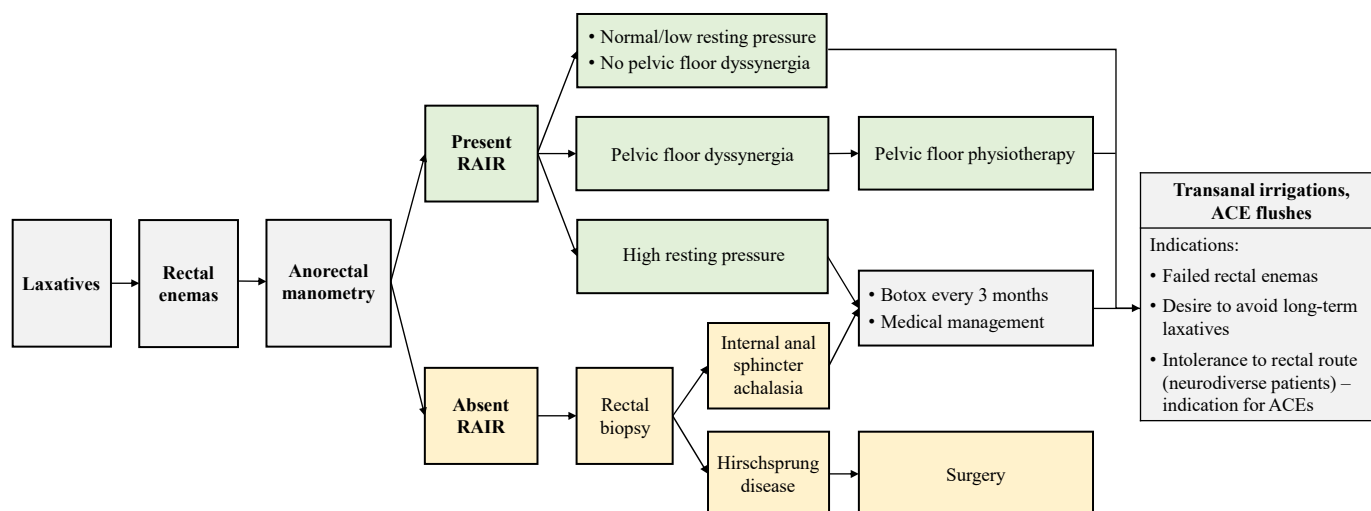 Laxatives
Rectal
enemas
Anorectal
manometry
Present
RAIR
• Normal/low resting pressure
• No pelvic floor dyssynergia
Pelvic floor dyssynergia
Pelvic floor physiotherapy
High resting pressure
• Botox every 3 months
• Medical management
Absent
RAIR
Rectal
biopsy
Internal anal
sphincter
achalasia
Hirschsprung
disease
Surgery
Transanal irrigations,
ACE flushes
Indications:
• Failed rectal enemas
• Desire to avoid long-term
laxatives
• Intolerance to rectal route
(neurodiverse patients) –
indication for ACEs